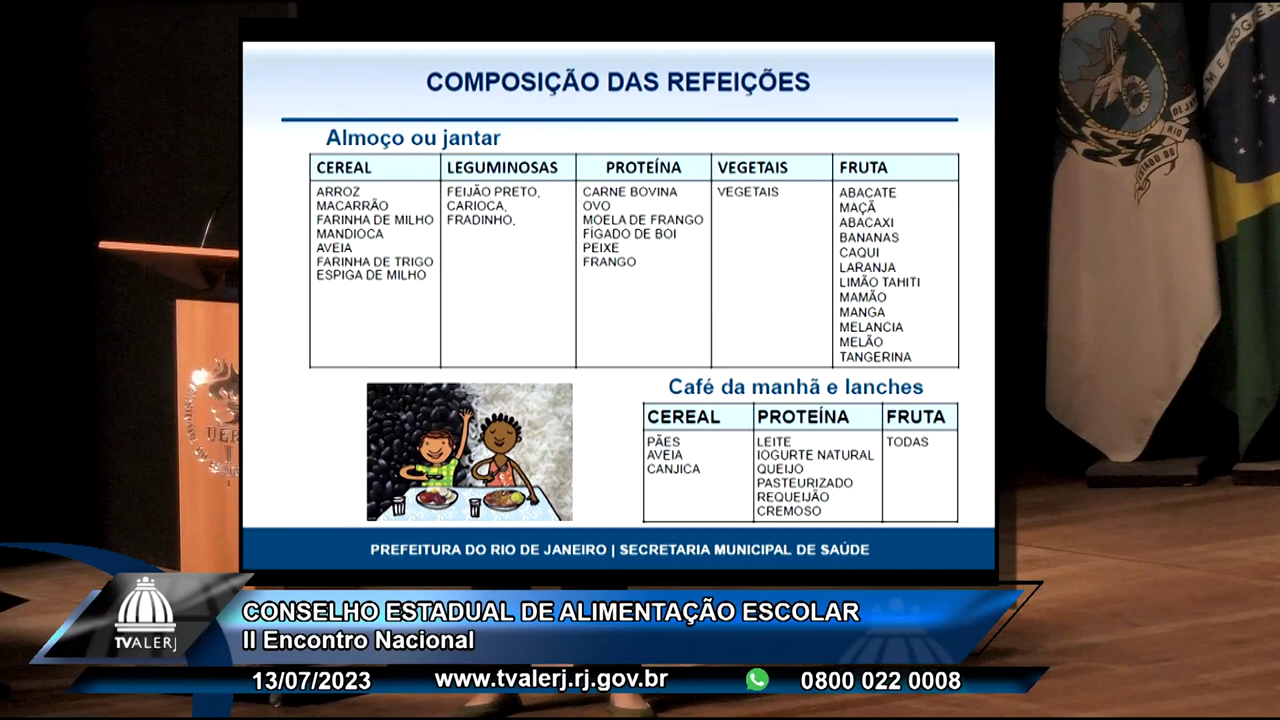 COMPOSIÇÃO DAS REFEIÇÕES
Almoço ou jantar
CEREAL LEGUMINOSAS PROTEÍNA VEGETAIS FRUTA
ARROZ
MACARRÃO
FARINHA DE MILHO
MANDIOCA
AVEIA
FARINHA DE TRIGO
ESPIGA DE MILHO
FEIJÃO PRETO,
CARIOCA,
FRADINHO,
CARNE BOVINA
OVO
MOELA DE FRANGO
FÍGADO DE BOI
PEIXE
FRANGO
VEGETAIS
ABACATE
MAÇÃ
ABACAXI
BANANAS
CAQUI
LARANJA
LIMÃO TAHITI
MAMÃO
MANGA
MELANCIA
MELÃO
TANGERINA
Café da manhã e lanches
CEREAL PROTEÍNA FRUTA
PÃES
AVEIA
CANJICA
LEITE
IOGURTE NATURAL
QUEIJO
PASTEURIZADO
REQUEIJÃO
CREMOSO
TODAS
PREFEITURA DO RIO DE JANEIRO | SECRETARIA MUNICIPAL DE SAÚDE
CONSELHO ESTADUAL DE ALIMENTAÇÃO ESCOLAR
II Encontro Nacional
TVALERJ
13/07/2023 www.tvalerj.rj.gov.br 0800 022 0008